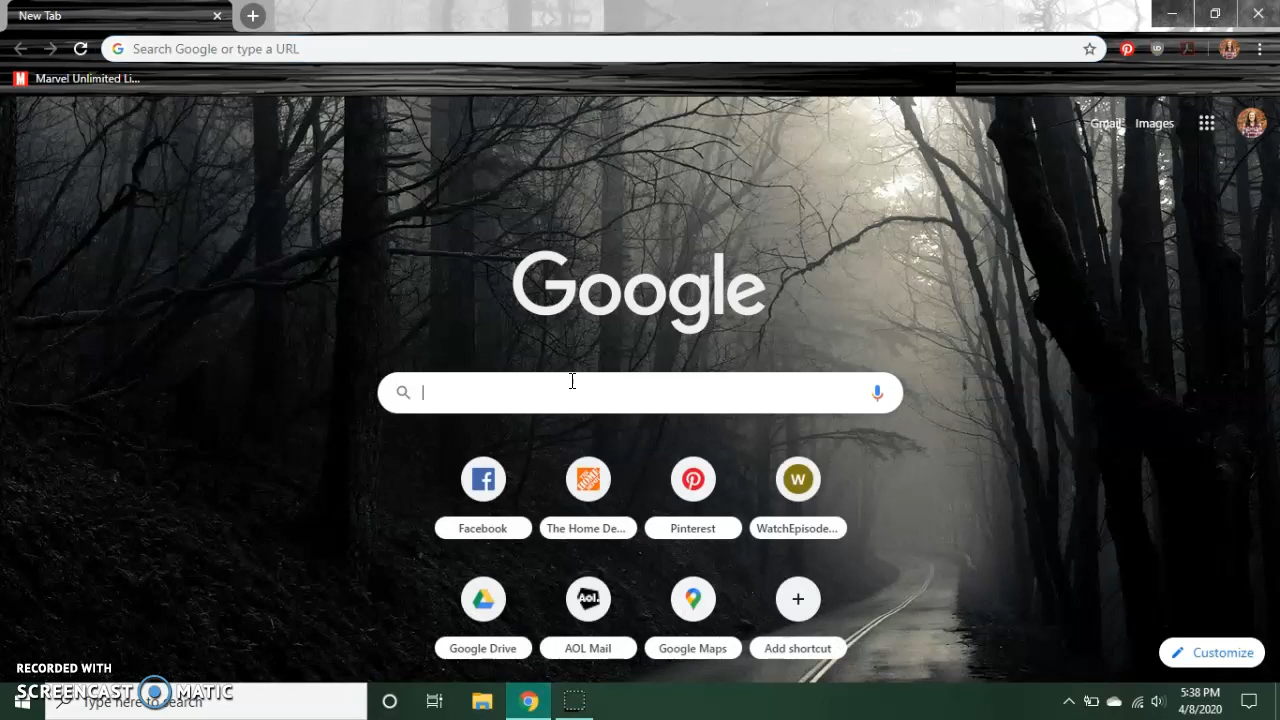 New Tab
Search Google or type a URL
Marvel Unlimited Li...
Gmail Images
Google
Facebook The Home De... Pinterest WatchEpisode...
W
Aol.
Google Drive AOL Mail Google Maps Add shortcut
Customize
RECORDED WITH
SCREENCAST MATIC
Type here to search
5:38 PM
4/8/2020